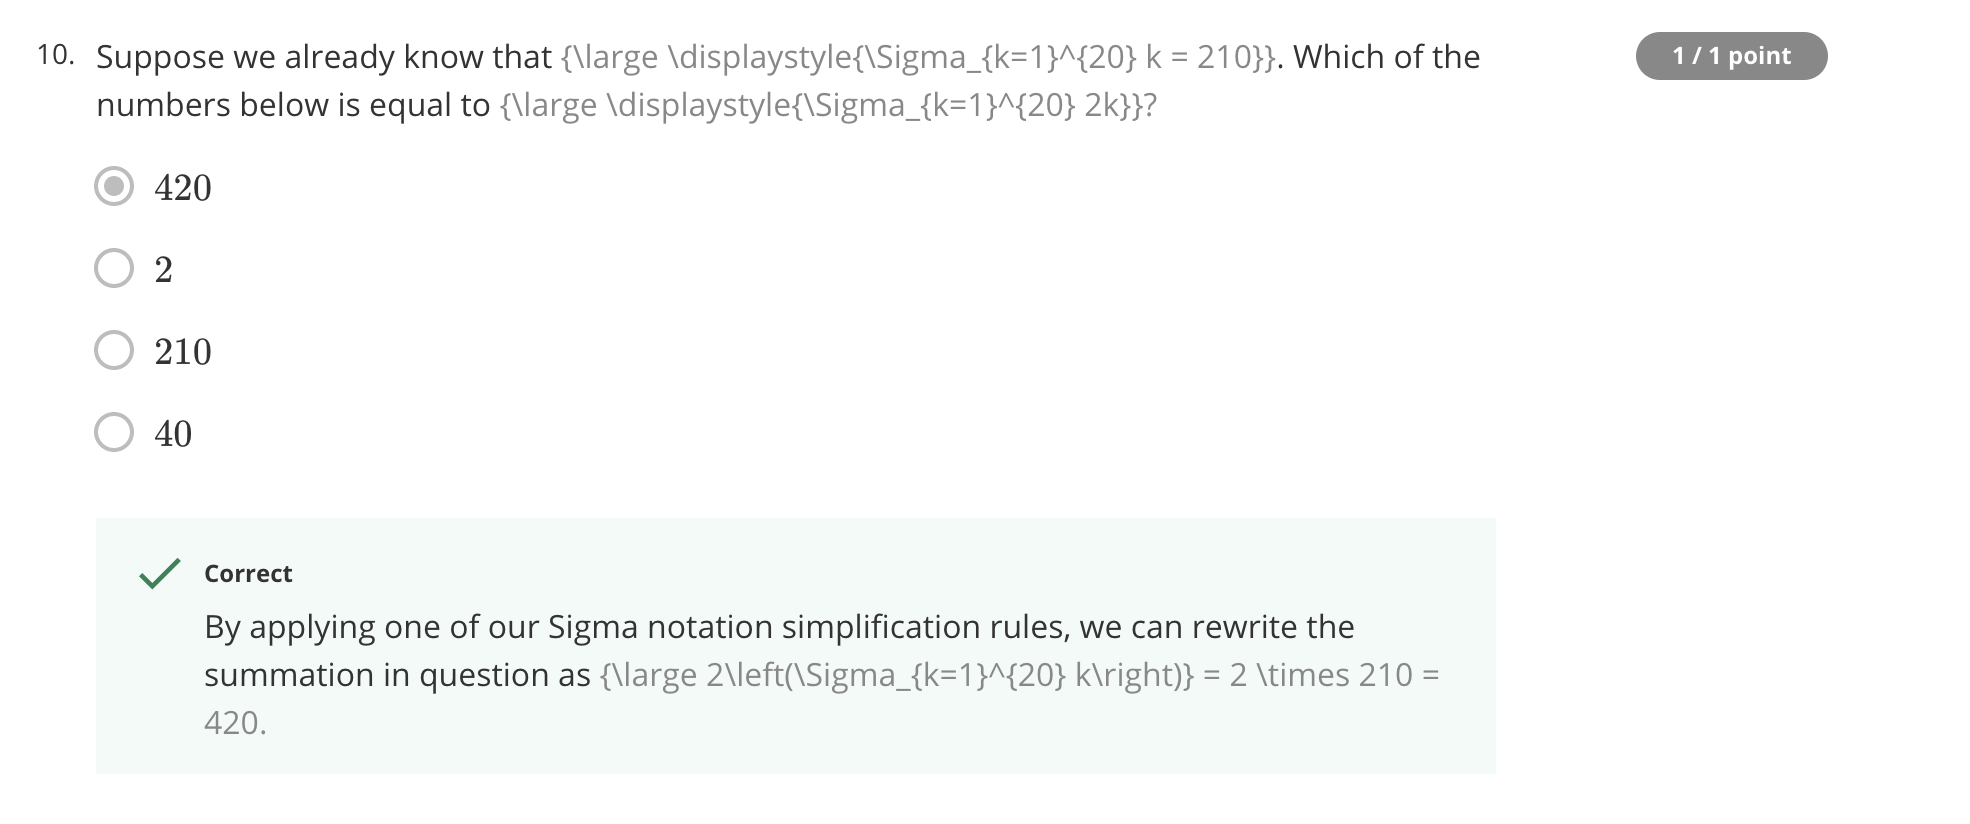 10. Suppose we already know that {\large \displaystyle{\Sigma_{k=1}^{20} k = 210}}. Which of the
1 / 1 point
numbers below is equal to {\large \displaystyle{\Sigma_{k=1}^{20} 2k}}?
420
2
210
40
Correct
By applying one of our Sigma notation simplification rules, we can rewrite the
summation in question as {\large 2\left(\Sigma_{k=1}^{20} k\right)} = 2 \times 210 =
420.